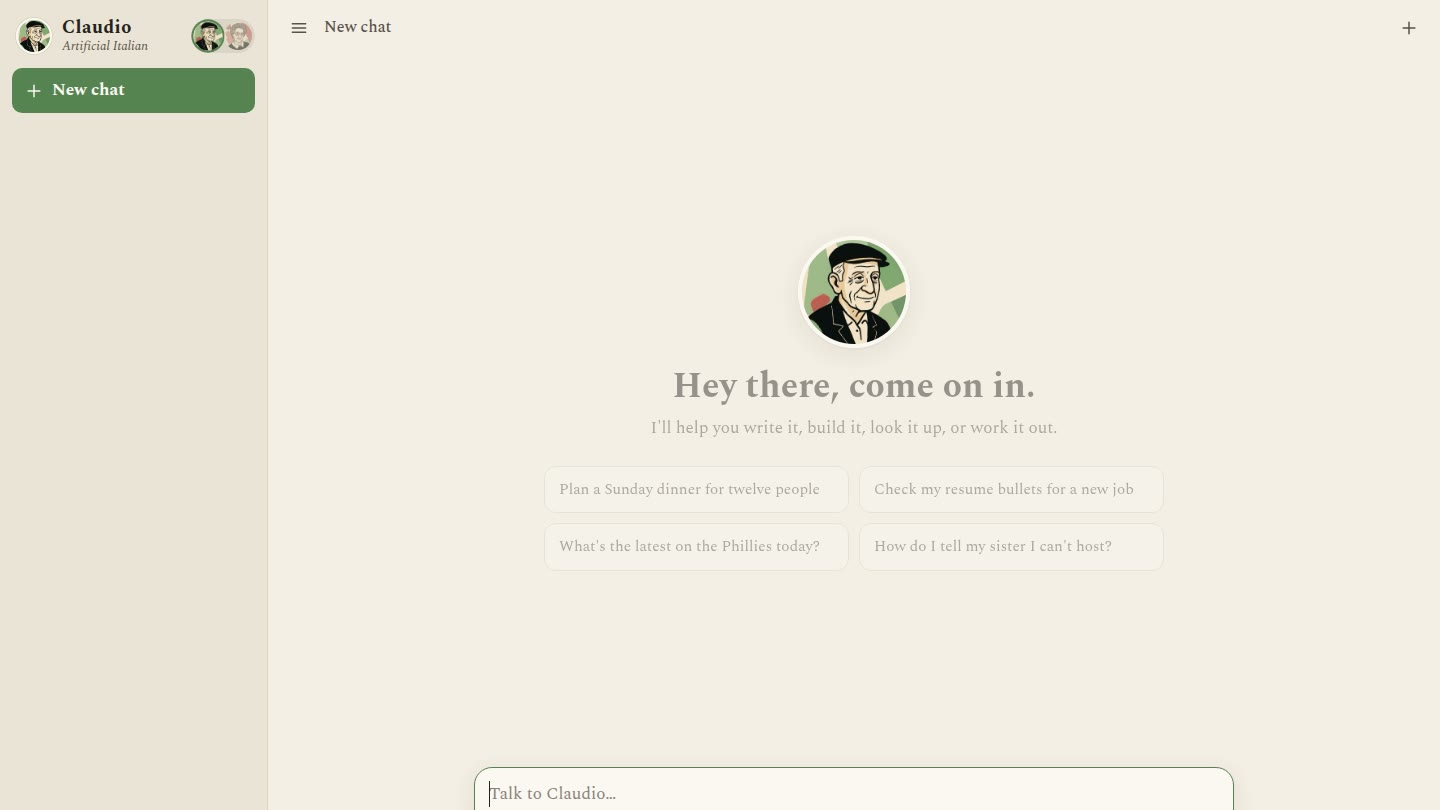 Claudio
Artificial Italian
New chat
New chat
Hey there, come on in.
I'll help you write it, build it, look it up, or work it out.
Plan a Sunday dinner for twelve people
Check my resume bullets for a new job
What's the latest on the Phillies today?
How do I tell my sister I can't host?
Talk to Claudio…